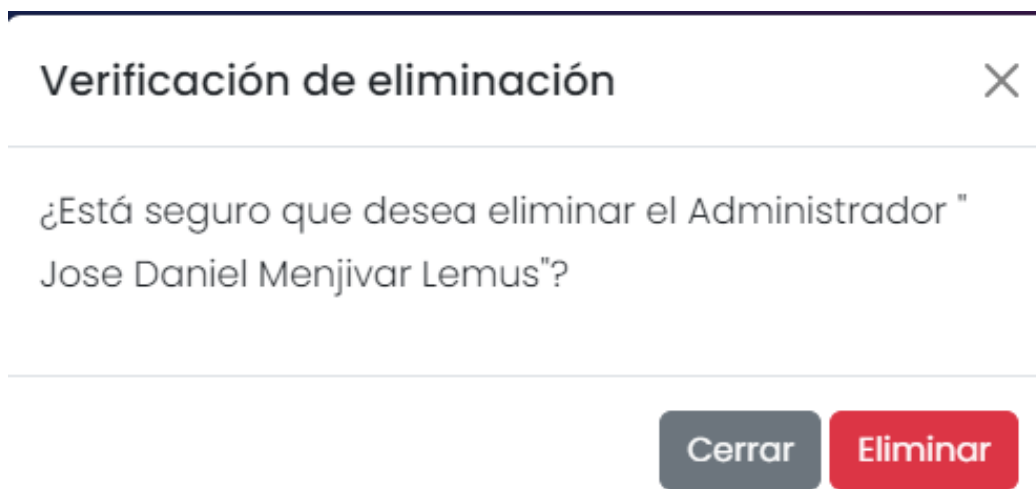 Verificación de eliminación
¿Está seguro que desea eliminar el Administrador "
Jose Daniel Menjivar Lemus"?
Cerrar Eliminar